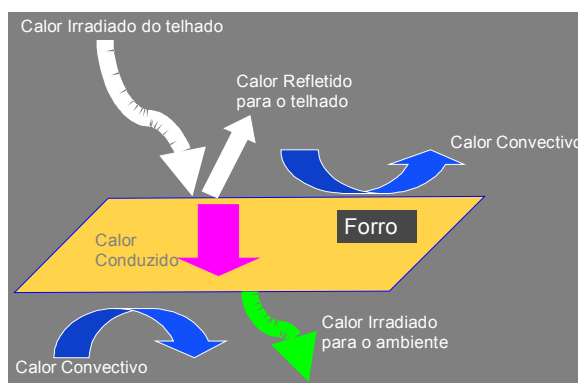 Calor Irradiado do telhado
Calor Refletido
para o telhado
Calor Convectivo
Forro
Calor
Conduzido
Calor Irradiado
para o ambiente
Calor Convectivo